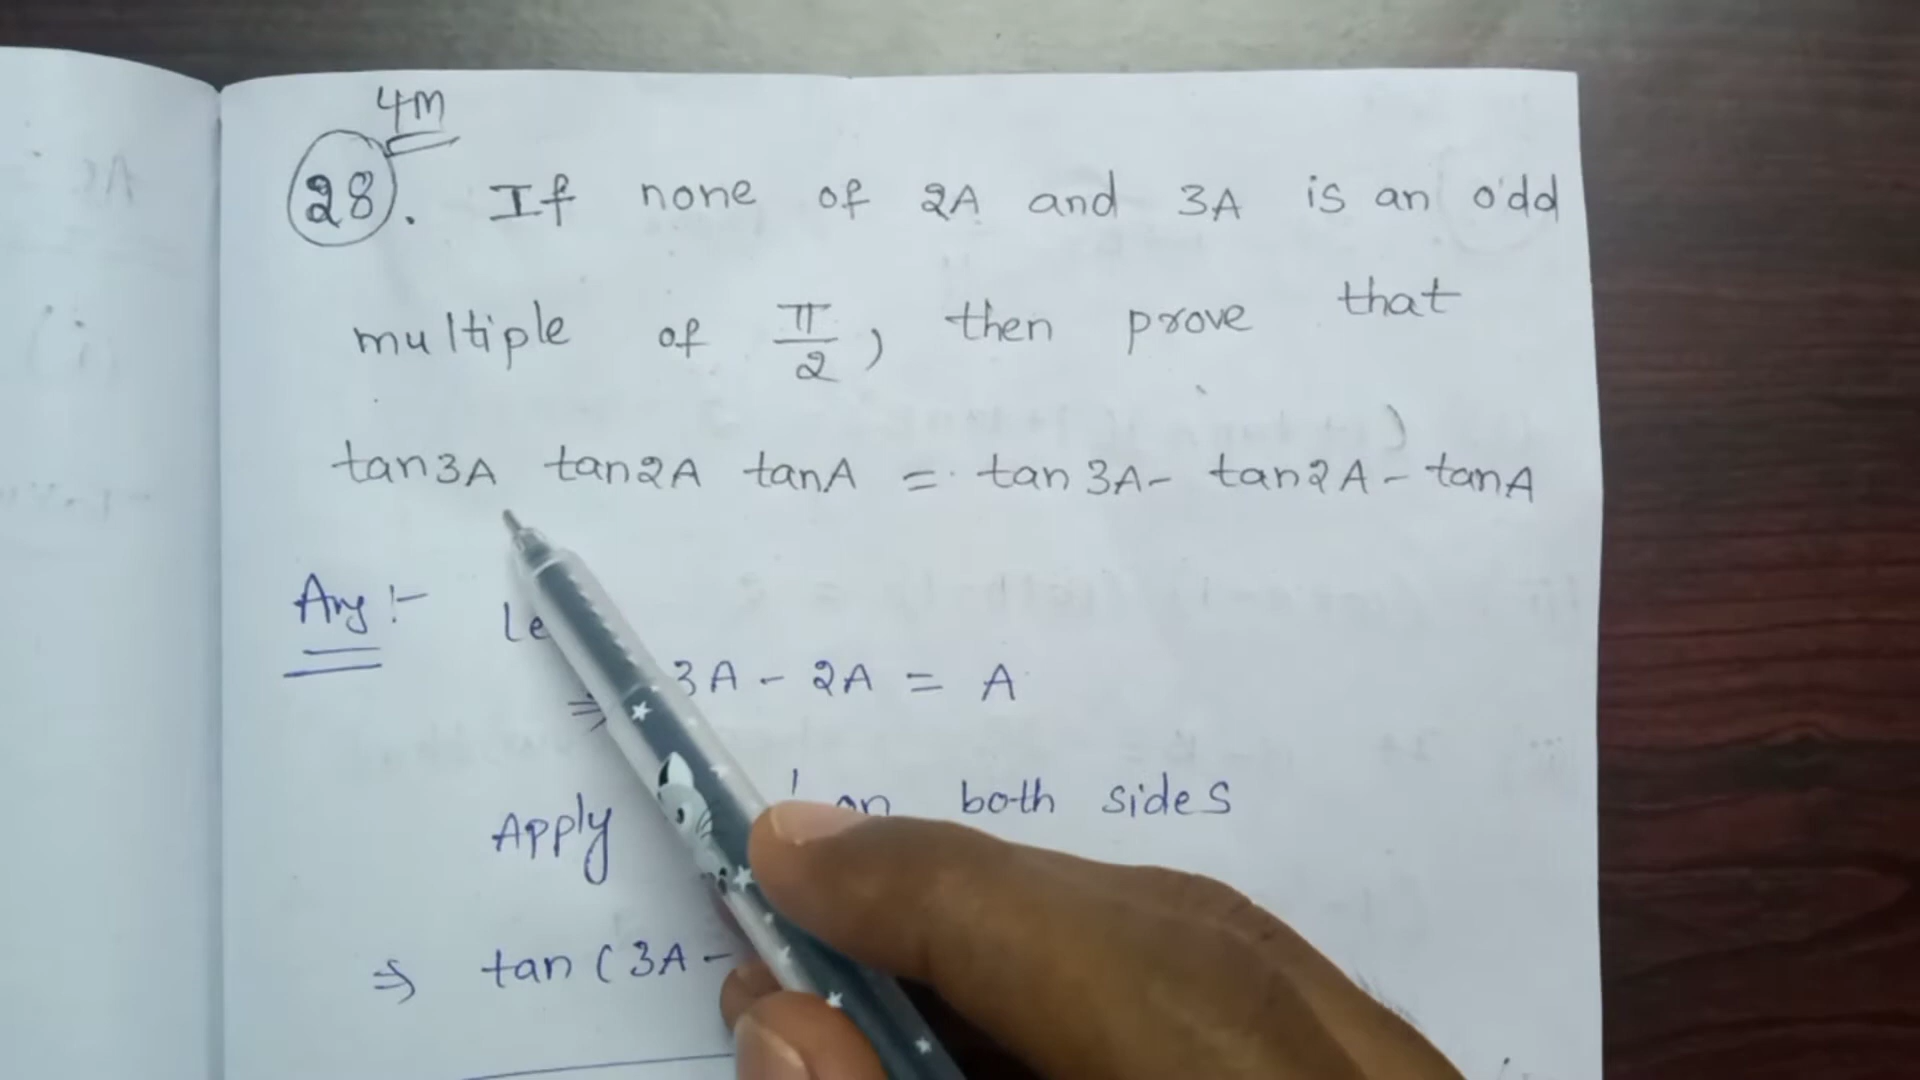 4M
28. If none of 2A and 3A is an odd
multiple of π/2, then prove that
tan3A tan2A tanA = tan3A- tan2A- tanA
Ans :- Le
⇒ 3A - 2A = A
Apply on both sides
⇒ tan (3A -